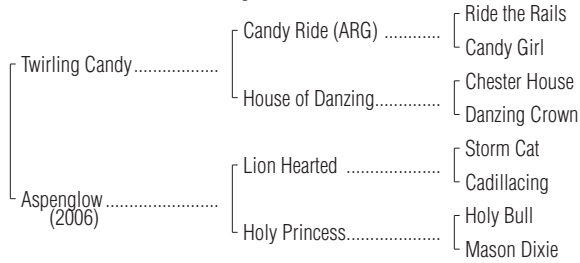 Ride the Rails
Candy Ride (ARG) ............
Candy Girl
Twirling Candy..................
Chester House
House of Danzing..............
Danzing Crown
Storm Cat
Lion Hearted ....................
Cadillacing
Aspenglow ........................
(2006)
Holy Bull
Holy Princess....................
Mason Dixie